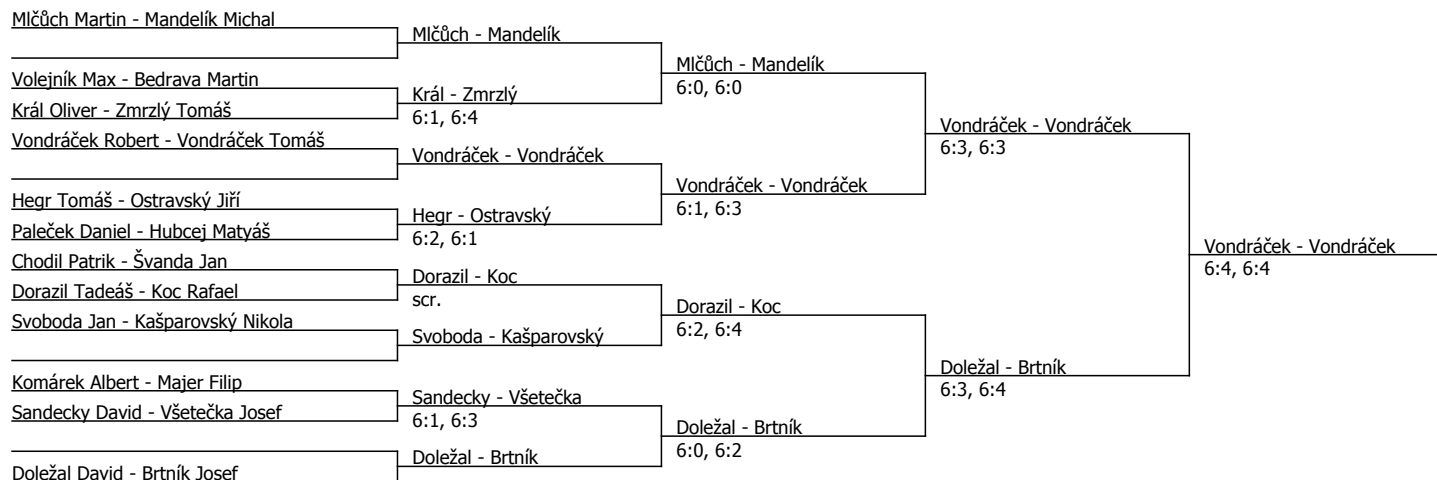 Mlčůch Martin - Mandelík Michal
Volejník Max - Bedrava Martin
Král Oliver - Zmrzlý Tomáš
Vondráček Robert - Vondráček Tomáš
Hegr Tomáš - Ostravský Jiří
Paleček Daniel - Hubcej Matyáš
Chodil Patrik - Švanda Jan
Dorazil Tadeáš - Koc Rafael
Svoboda Jan - Kašparovský Nikola
Komárek Albert - Majer Filip
Sandecky David - Všetečka Josef
Doležal David - Brtník Josef
Mlčůch - Mandelík
Král - Zmrzlý
6:1, 6:4
Vondráček - Vondráček
Hegr - Ostravský
6:2, 6:1
Dorazil - Koc
scr.
Svoboda - Kašparovský
Sandecky - Všetečka
6:1, 6:3
Doležal - Brtník
Mlčůch - Mandelík
6:0, 6:0
Vondráček - Vondráček
6:1, 6:3
Dorazil - Koc
6:2, 6:4
Doležal - Brtník
6:0, 6:2
Vondráček - Vondráček
6:3, 6:3
Doležal - Brtník
6:3, 6:4
Vondráček - Vondráček
6:4, 6:4